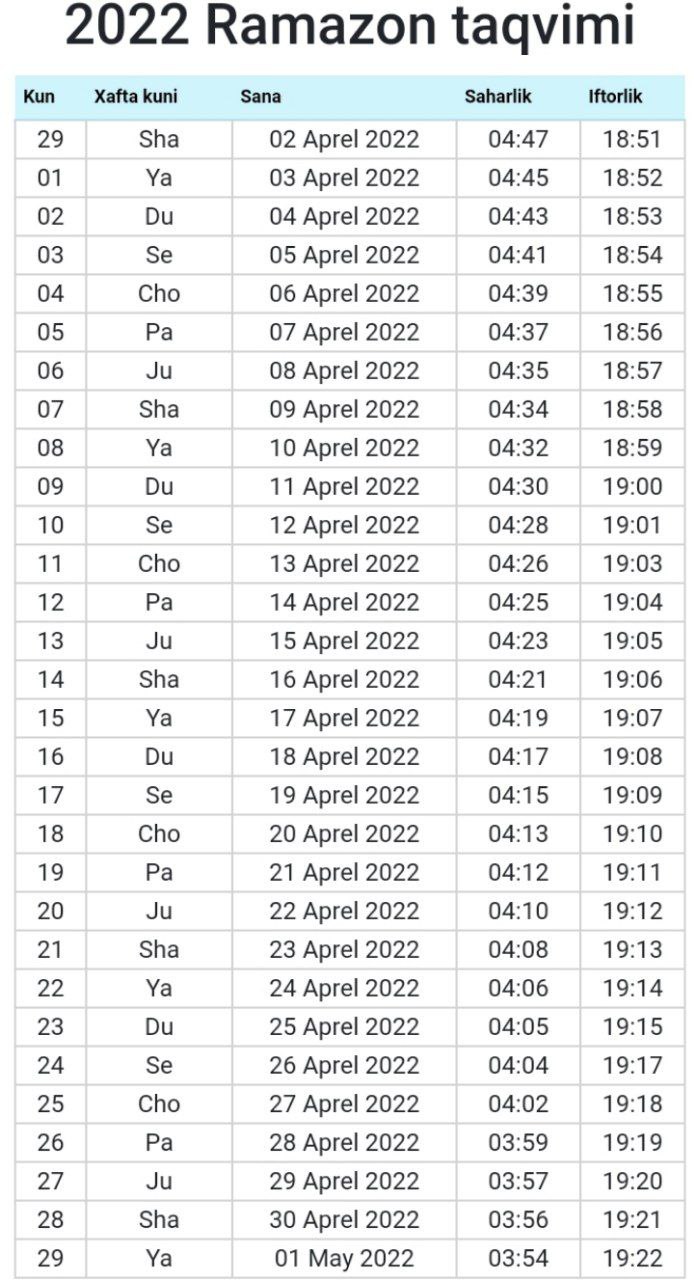 2022 Ramazon taqvimi
Kun Xafta kuni Sana Saharlik Iftorlik
29 Sha 02 Aprel 2022 04:47 18:51
01 Ya 03 Aprel 2022 04:45 18:52
02 Du 04 Aprel 2022 04:43 18:53
03 Se 05 Aprel 2022 04:41 18:54
04 Cho 06 Aprel 2022 04:39 18:55
05 Pa 07 Aprel 2022 04:37 18:56
06 Ju 08 Aprel 2022 04:35 18:57
07 Sha 09 Aprel 2022 04:34 18:58
08 Ya 10 Aprel 2022 04:32 18:59
09 Du 11 Aprel 2022 04:30 19:00
10 Se 12 Aprel 2022 04:28 19:01
11 Cho 13 Aprel 2022 04:26 19:03
12 Pa 14 Aprel 2022 04:25 19:04
13 Ju 15 Aprel 2022 04:23 19:05
14 Sha 16 Aprel 2022 04:21 19:06
15 Ya 17 Aprel 2022 04:19 19:07
16 Du 18 Aprel 2022 04:17 19:08
17 Se 19 Aprel 2022 04:15 19:09
18 Cho 20 Aprel 2022 04:13 19:10
19 Pa 21 Aprel 2022 04:12 19:11
20 Ju 22 Aprel 2022 04:10 19:12
21 Sha 23 Aprel 2022 04:08 19:13
22 Ya 24 Aprel 2022 04:06 19:14
23 Du 25 Aprel 2022 04:05 19:15
24 Se 26 Aprel 2022 04:04 19:17
25 Cho 27 Aprel 2022 04:02 19:18
26 Pa 28 Aprel 2022 03:59 19:19
27 Ju 29 Aprel 2022 03:57 19:20
28 Sha 30 Aprel 2022 03:56 19:21
29 Ya 01 May 2022 03:54 19:22